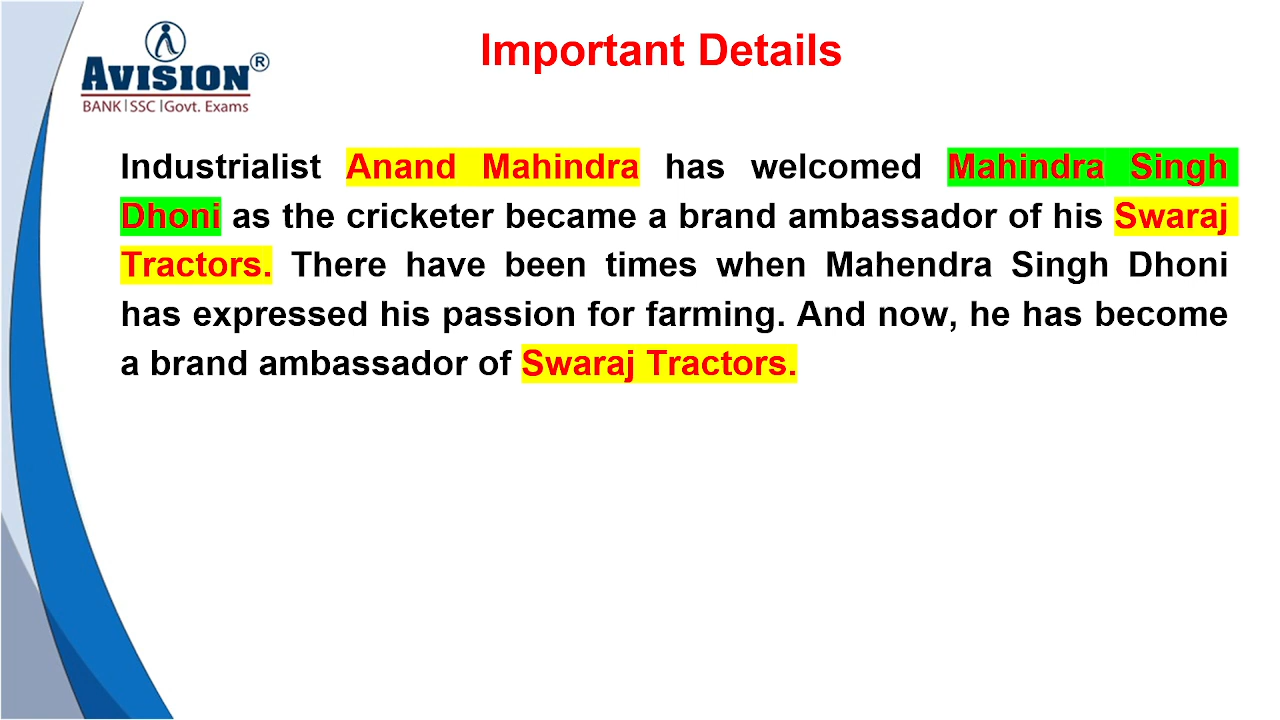 Important Details
AVISION®
BANK|SSC|Govt. Exams
Industrialist Anand Mahindra has welcomed Mahindra Singh
Dhoni as the cricketer became a brand ambassador of his Swaraj
Tractors. There have been times when Mahendra Singh Dhoni
has expressed his passion for farming. And now, he has become
a brand ambassador of Swaraj Tractors.